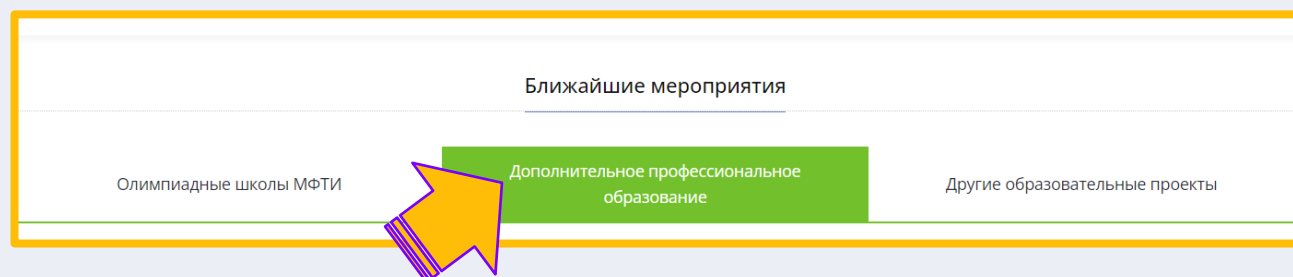 Ближайшие мероприятия
Олимпиадные школы МФТИ
Дополнительное профессиональное
образование
Другие образовательные проекты